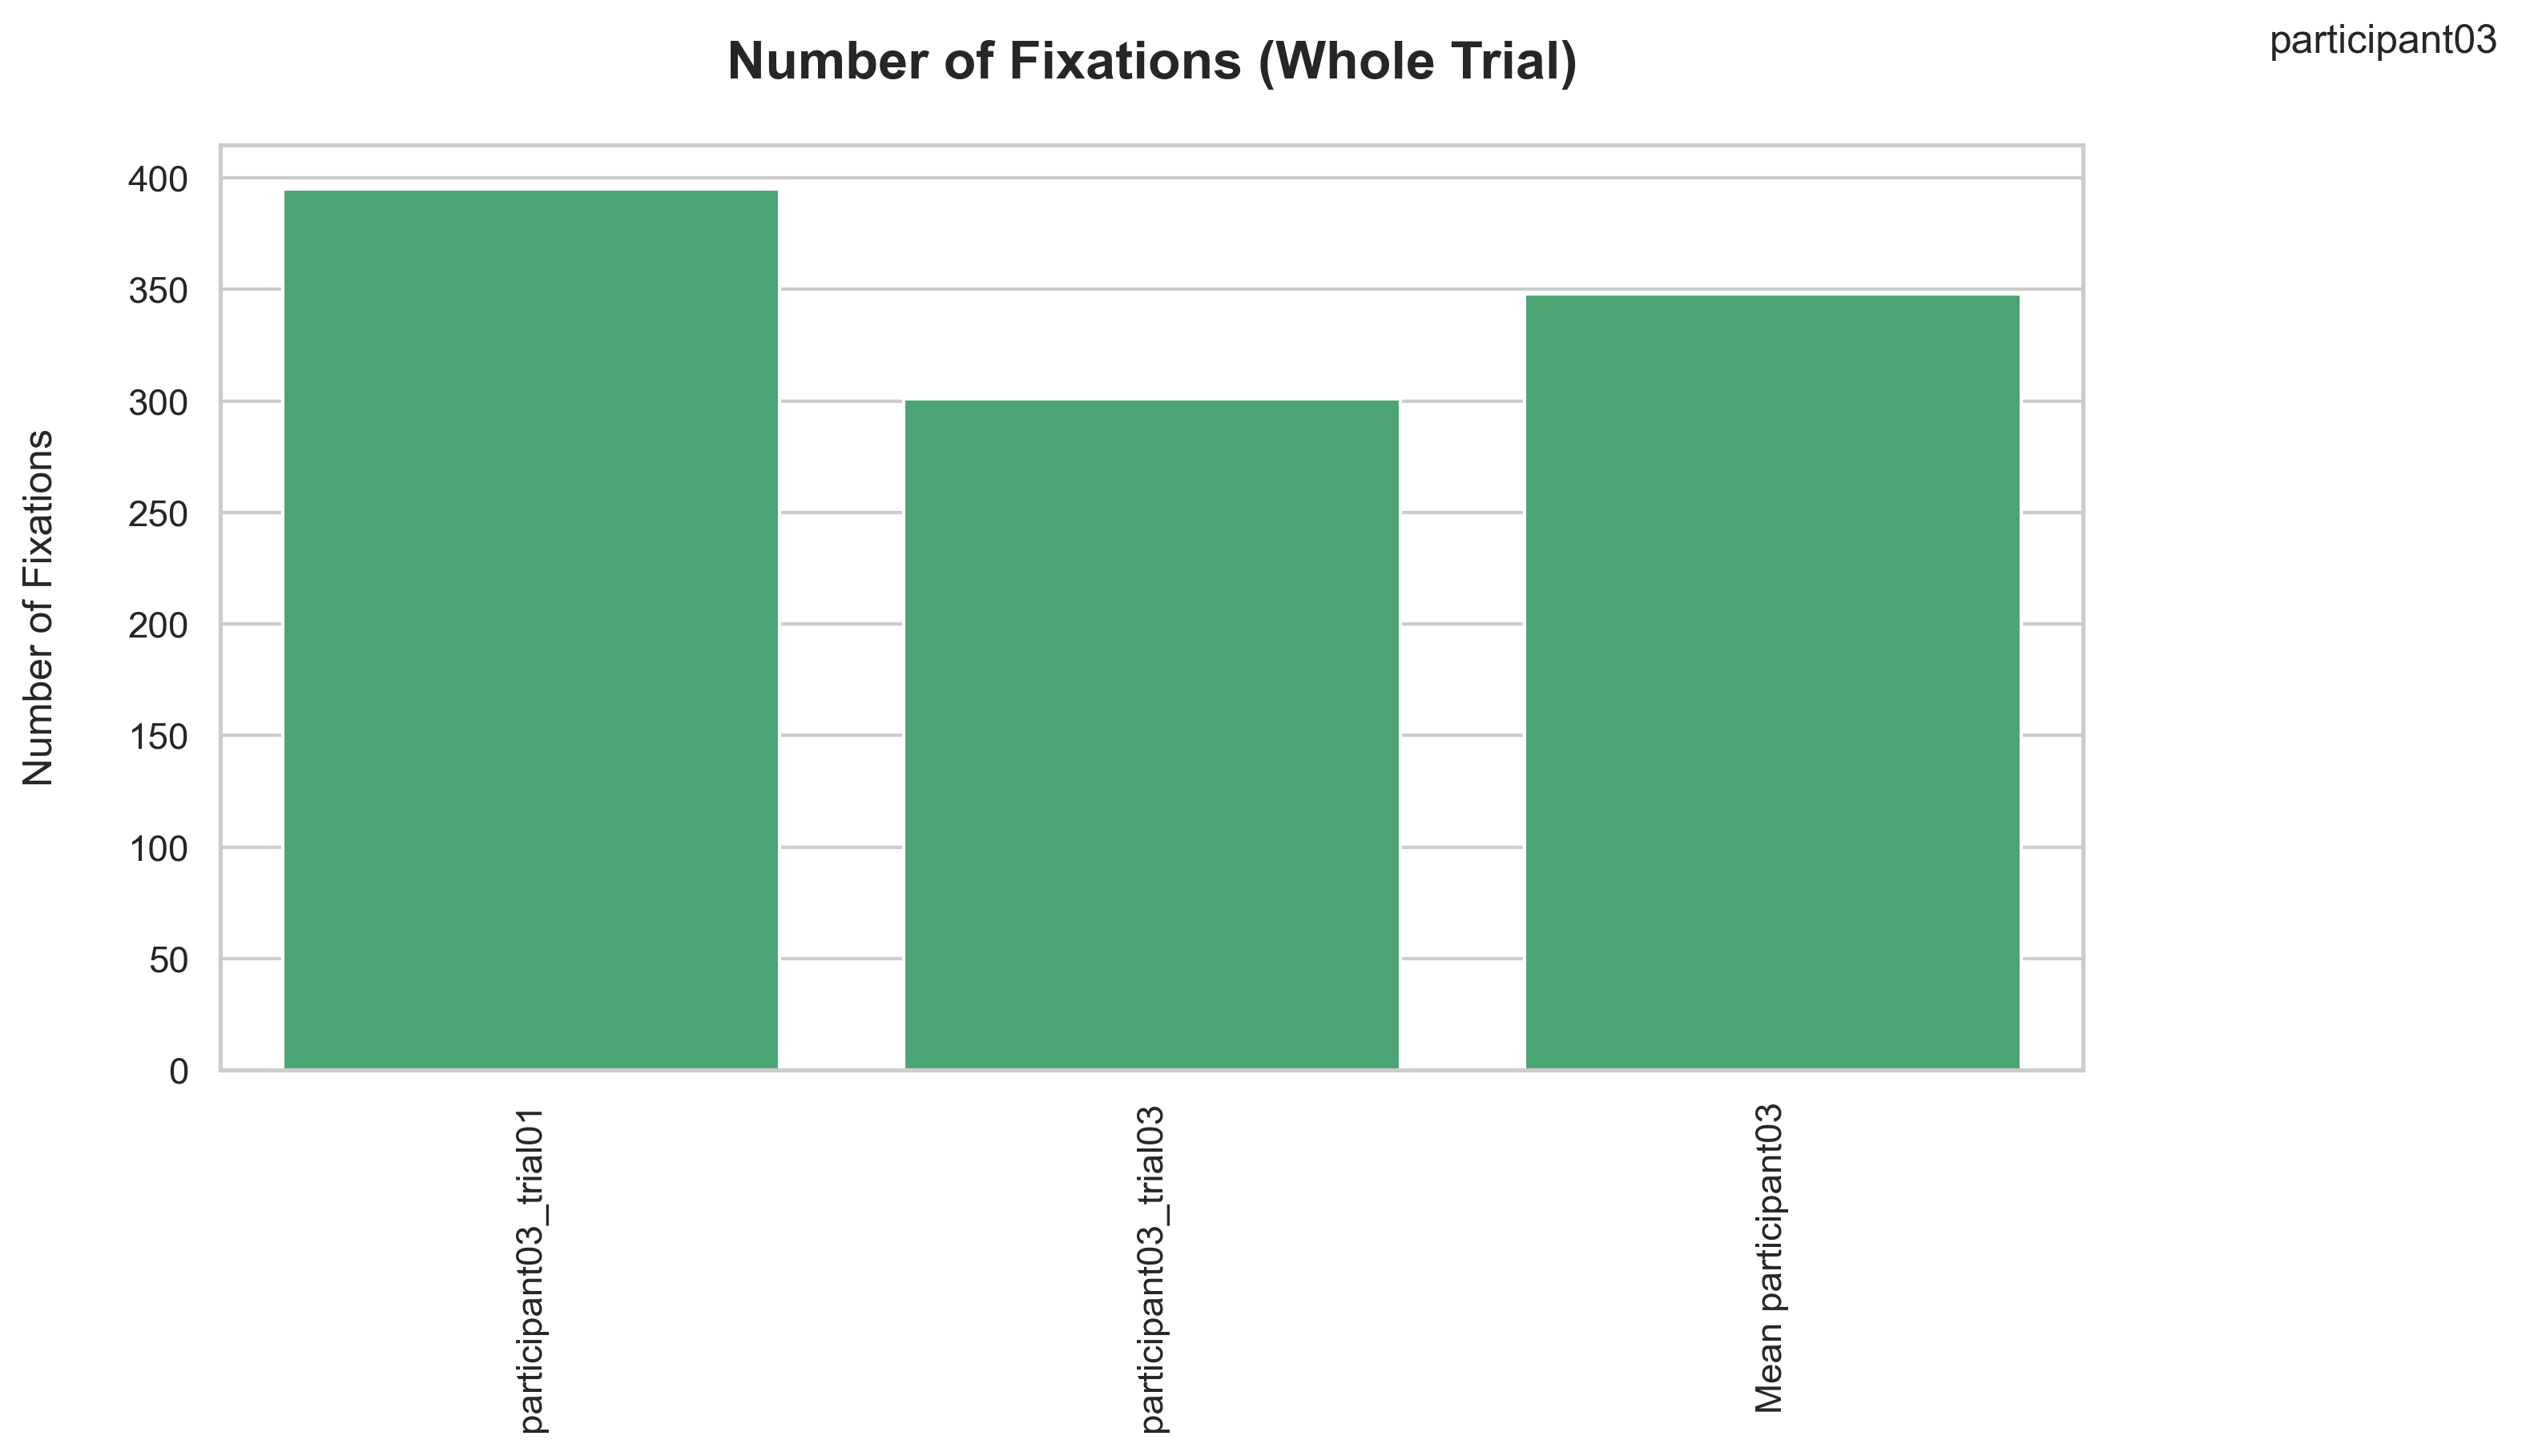 participant03
Number of Fixations (Whole Trial)
Number of Fixations
400
350
300
250
200
150
100
50
0
participant03_trial01
participant03_trial03
Mean participant03